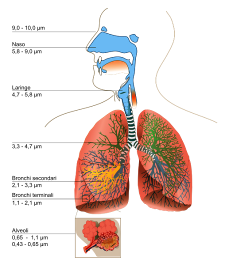 9,0 - 10,0 µm
Naso
5,8 - 9,0 µm
Laringe
4,7 - 5,8 µm
3,3 - 4,7 µm
Bronchi secondari
2,1 - 3,3 µm
Bronchi terminali
1,1 - 2,1 µm
Alveoli
0,65 - 1,1 µm
0,43 - 0,65 µm